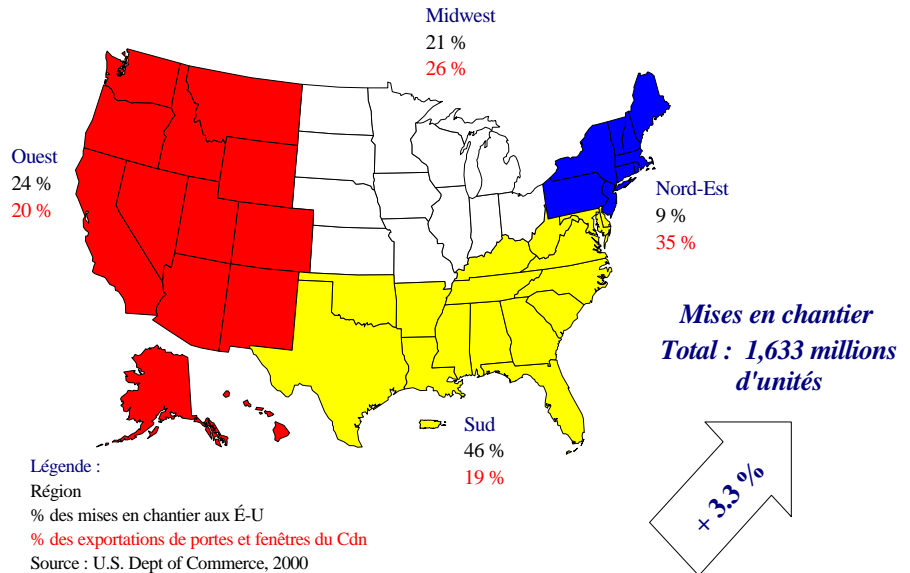 Midwest
21 %
26 %
Ouest
24 %
20 %
Nord-Est
9 %
35 %
Mises en chantier
Total : 1,633 millions
d'unités
Sud
46 %
19 %
+ 3.3 %
Légende :
Région
% des mises en chantier aux É-U
% des exportations de portes et fenêtres du Cdn
Source : U.S. Dept of Commerce, 2000